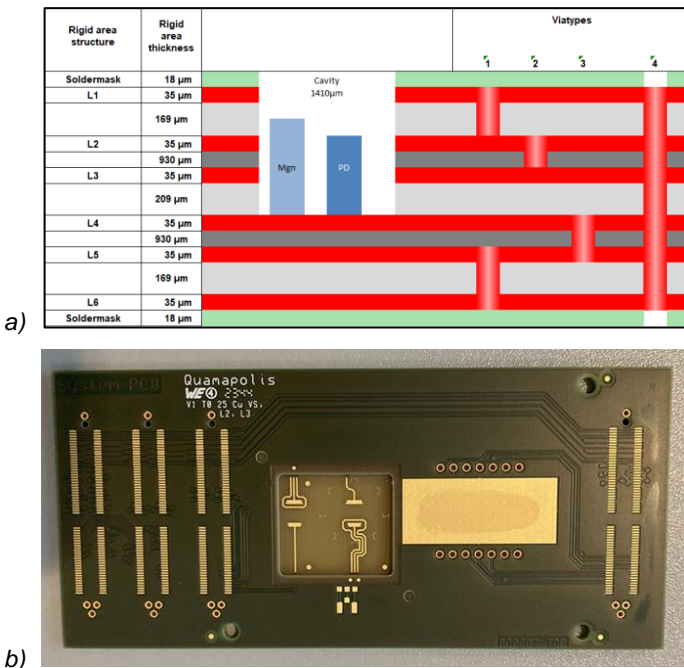 Rigid area structure
Rigid area thickness
Viatypes
1 2 3 4
Soldermask 18 µm
Cavity
1410µm
L1 35 µm
169 µm
L2 35 µm
930 µm
Mgn PD
L3 35 µm
209 µm
L4 35 µm
930 µm
L5 35 µm
169 µm
L6 35 µm
Soldermask 18 µm
a)
System-PCB
Quamapolis
WE 2344
V1 T0 25 Cu VS,
L2, L3
b)